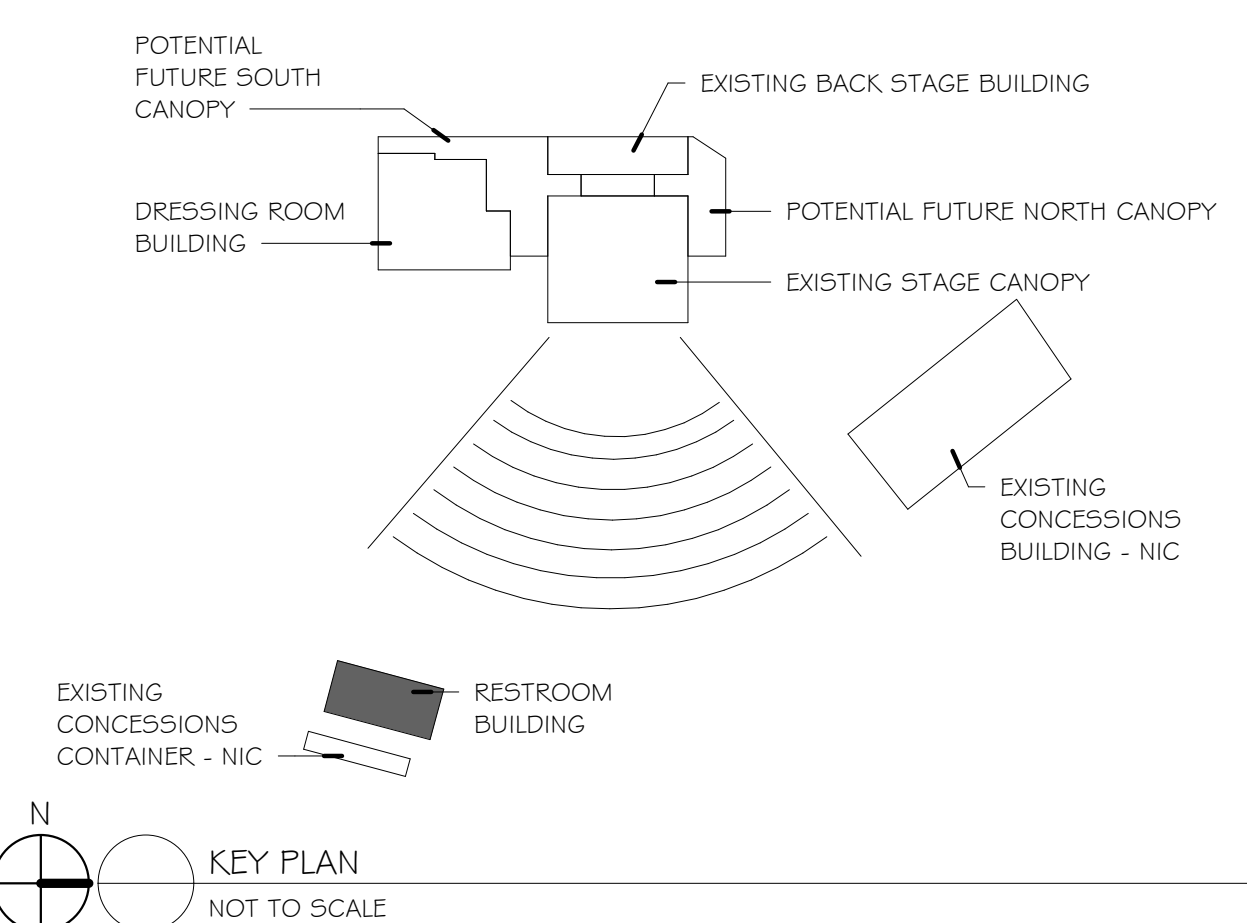 POTENTIAL
FUTURE SOUTH
CANOPY
EXISTING BACK STAGE BUILDING
DRESSING ROOM
BUILDING
POTENTIAL FUTURE NORTH CANOPY
EXISTING STAGE CANOPY
EXISTING
CONCESSIONS
BUILDING - NIC
EXISTING
CONCESSIONS
CONTAINER - NIC
RESTROOM
BUILDING
N
KEY PLAN
NOT TO SCALE